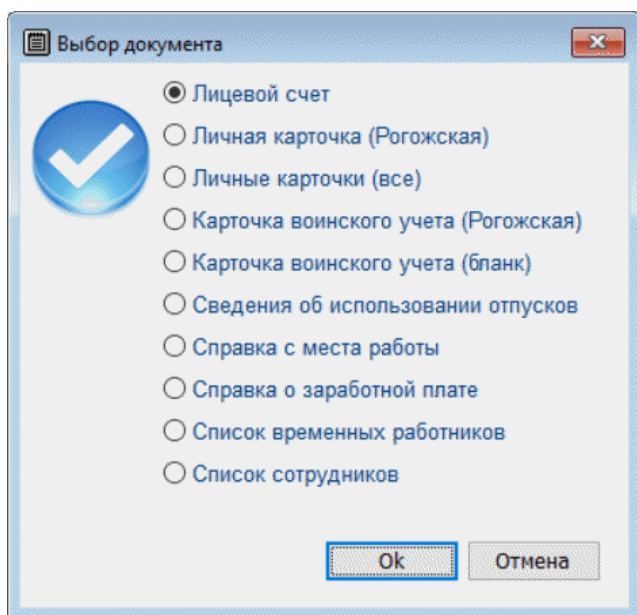 Выбор документа
Лицевой счет
Личная карточка (Рогожская)
Личные карточки (все)
Карточка воинского учета (Рогожская)
Карточка воинского учета (бланк)
Сведения об использовании отпусков
Справка с места работы
Справка о заработной плате
Список временных работников
Список сотрудников
Ok Отмена